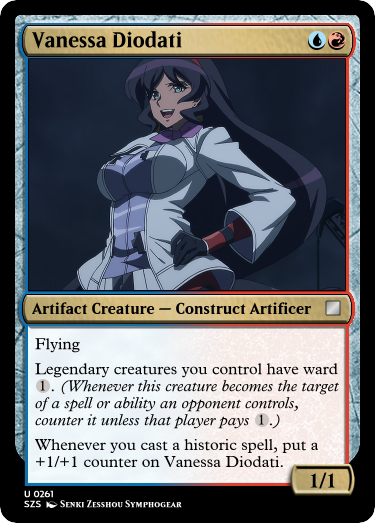 Vanessa Diodati
Artifact Creature — Construct Artificer
Flying
Legendary creatures you control have ward
1. (Whenever this creature becomes the target
of a spell or ability an opponent controls,
counter it unless that player pays 1.)
Whenever you cast a historic spell, put a
+1/+1 counter on Vanessa Diodati.
1/1
U 0261
SZS Senki Zesshou Symphogear